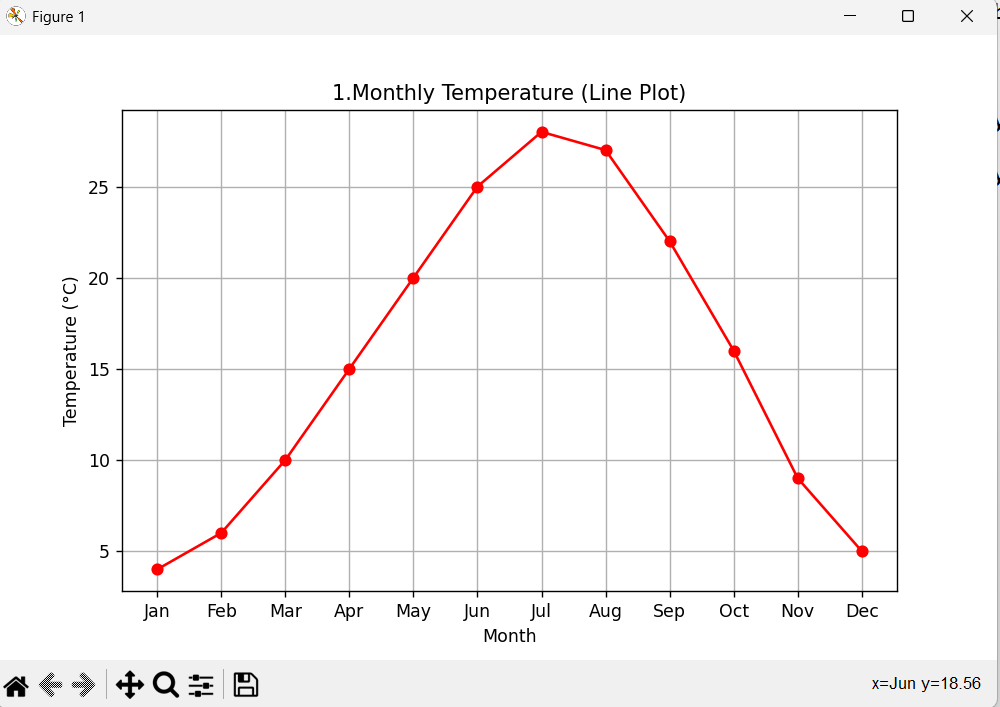 Figure 1
1.Monthly Temperature (Line Plot)
Temperature (°C)
25
20
15
10
5
Jan Feb Mar Apr May Jun Jul Aug Sep Oct Nov Dec
Month
x=Jun y=18.56